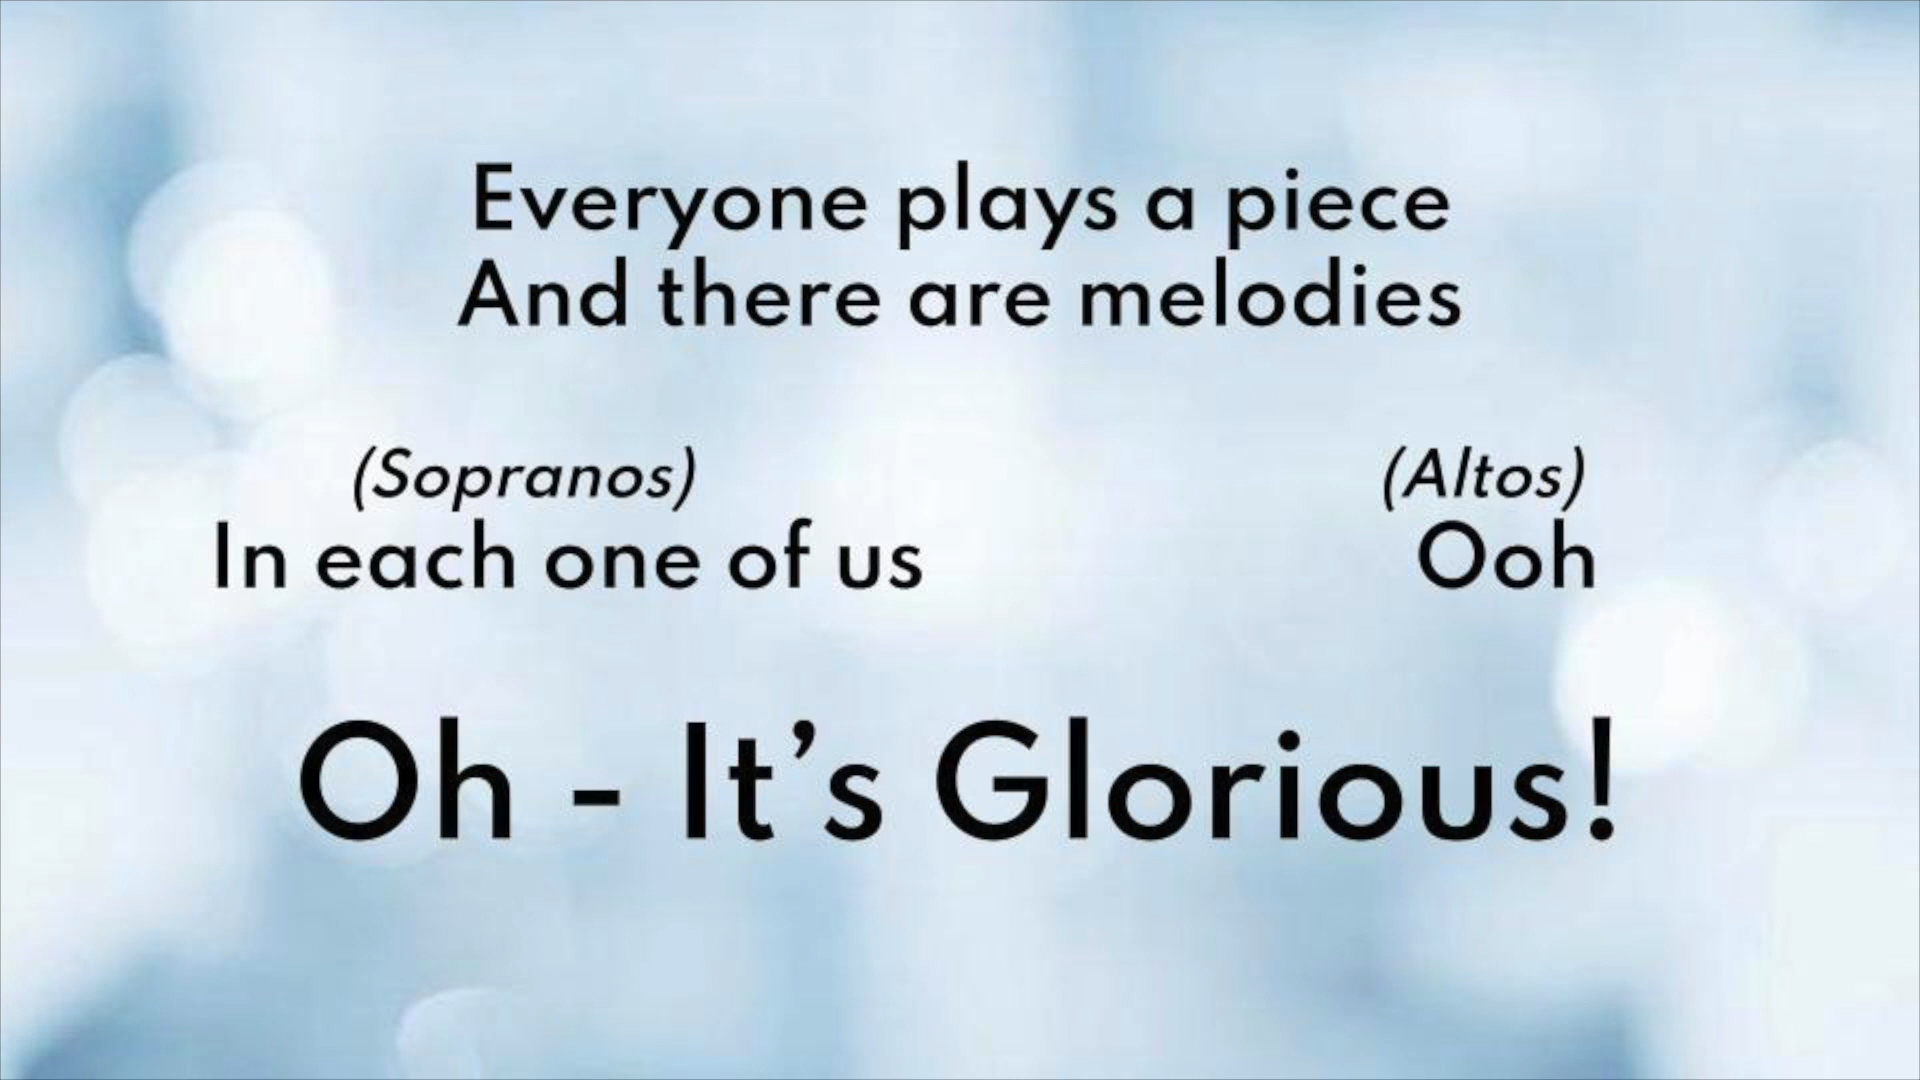 Everyone plays a piece
And there are melodies
(Sopranos) (Altos)
In each one of us Ooh
Oh - It’s Glorious!